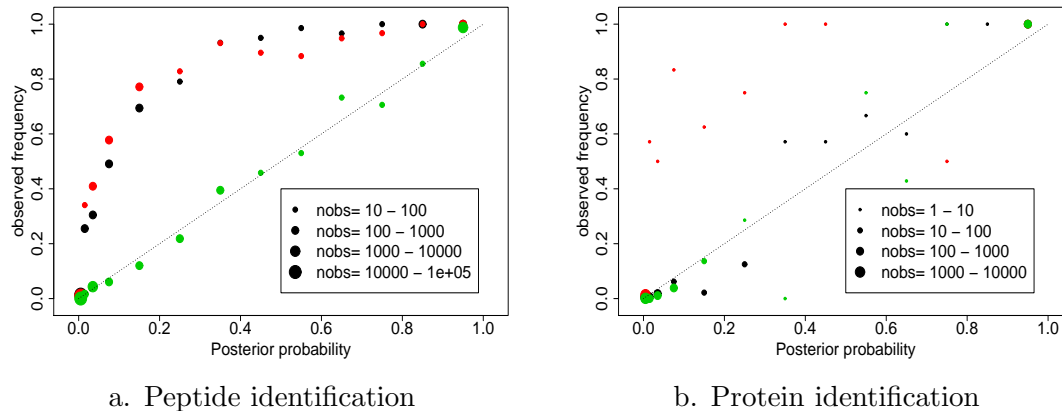 observed frequency
1.0
0.8
0.6
0.4
0.2
0.0
nobs= 10 − 100
nobs= 100 − 1000
nobs= 1000 − 10000
nobs= 10000 − 1e+05
0.0 0.2 0.4 0.6 0.8 1.0
Posterior probability
a. Peptide identification
observed frequency
1.0
0.8
0.6
0.4
0.2
0.0
nobs= 1 − 10
nobs= 10 − 100
nobs= 100 − 1000
nobs= 1000 − 10000
0.0 0.2 0.4 0.6 0.8 1.0
Posterior probability
b. Protein identification